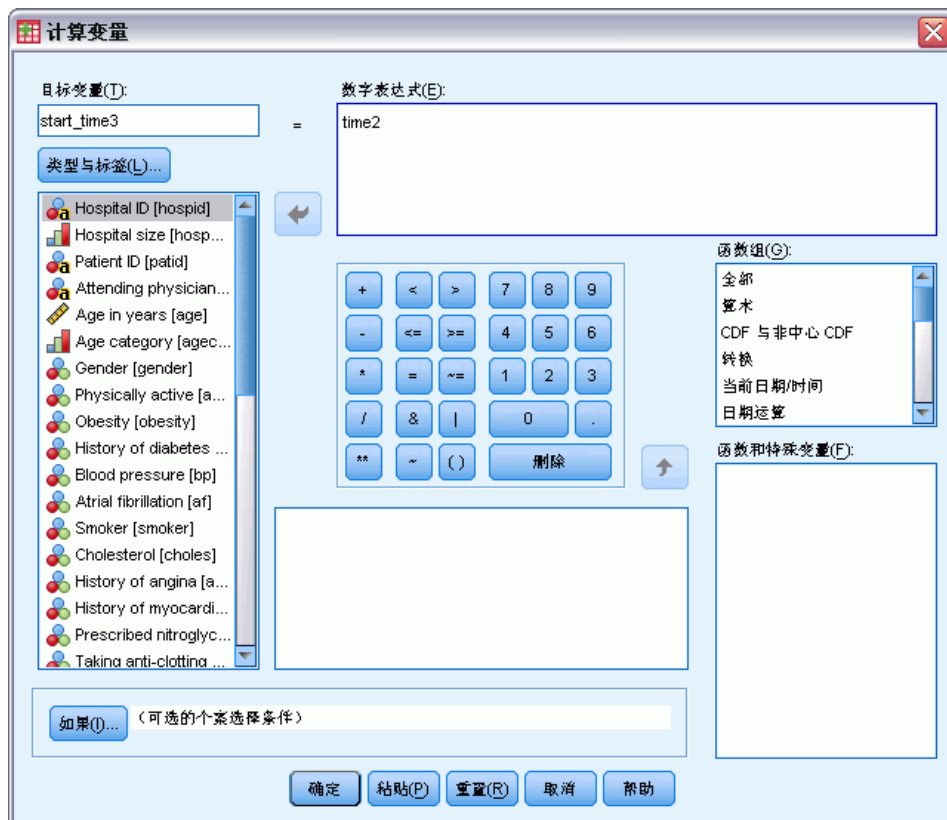 计算变量
目标变量(T):
start_time3
=
数字表达式(E):
time2
类型与标签(L)...
Hospital ID [hospid]
Hospital size [hosp...
Patient ID [patid]
Attending physician...
Age in years [age]
Age category [agec...
Gender [gender]
Physically active [a...
Obesity [obesity]
History of diabetes ...
Blood pressure [bp]
Atrial fibrillation [af]
Smoker [smoker]
Cholesterol [choles]
History of angina [a...
History of myocardi...
Prescribed nitroglyc...
Taking anti-clotting ...
+ < > 7 8 9
- <= >= 4 5 6
* = ~= 1 2 3
/ & | 0 .
** ~ ( ) 删除
函数组(G):
全部
算术
CDF 与非中心 CDF
转换
当前日期/时间
日期运算
函数和特殊变量(F):
如果(I)...
(可选的个案选择条件)
确定
粘贴(P)
重置(R)
取消
帮助